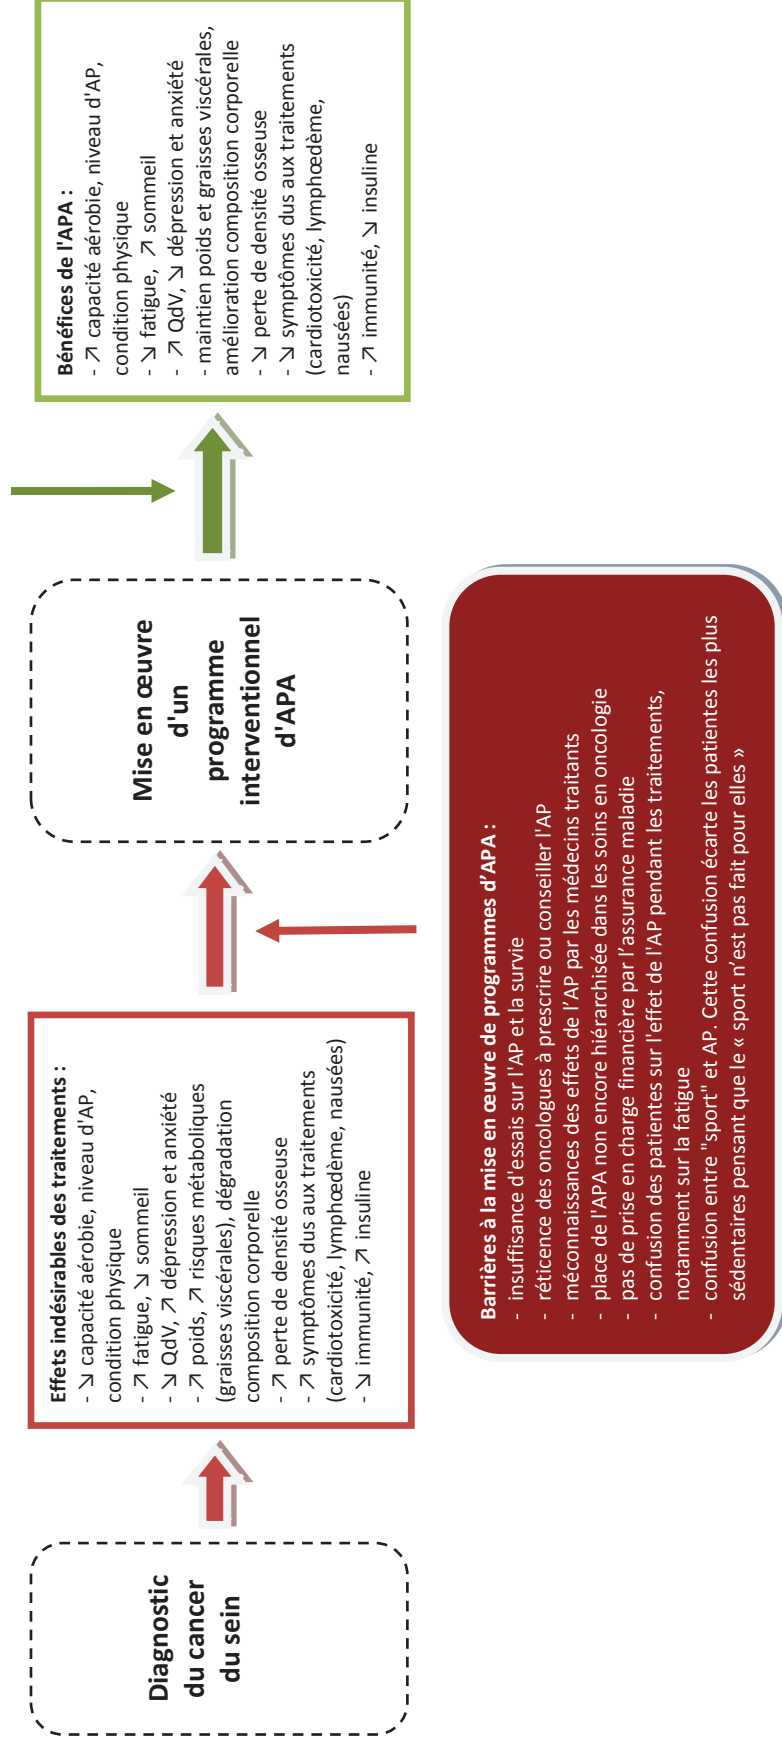 Diagnostic
du cancer
du sein
Effets indésirables des traitements :
- ↘ capacité aérobie, niveau d'AP,
condition physique
- ↗ fatigue, ↘ sommeil
- ↘ QdV, ↗ dépression et anxiété
- ↗ poids, ↗ risques métaboliques
(graisses viscérales), dégradation
composition corporelle
- ↗ perte de densité osseuse
- ↗ symptômes dus aux traitements
(cardiotoxicité, lymphœdème, nausées)
- ↘ immunité, ↗ insuline
Mise en œuvre
d'un
programme
interventionnel
d'APA
Bénéfices de l'APA :
- ↗ capacité aérobie, niveau d'AP,
condition physique
- ↘ fatigue, ↗ sommeil
- ↗ QdV, ↘ dépression et anxiété
- maintien poids et graisses viscérales,
amélioration composition corporelle
- ↘ perte de densité osseuse
- ↘ symptômes dus aux traitements
(cardiotoxicité, lymphœdème,
nausées)
- ↗ immunité, ↘ insuline
Barrières à la mise en œuvre de programmes d’APA :
- insuffisance d'essais sur l'AP et la survie
- réticence des oncologues à prescrire ou conseiller l'AP
- méconnaissances des effets de l’AP par les médecins traitants
- place de l'APA non encore hiérarchisée dans les soins en oncologie
- pas de prise en charge financière par l’assurance maladie
- confusion des patientes sur l'effet de l'AP pendant les traitements,
notamment sur la fatigue
- confusion entre "sport" et AP. Cette confusion écarte les patientes les plus
sédentaires pensant que le « sport n’est pas fait pour elles »